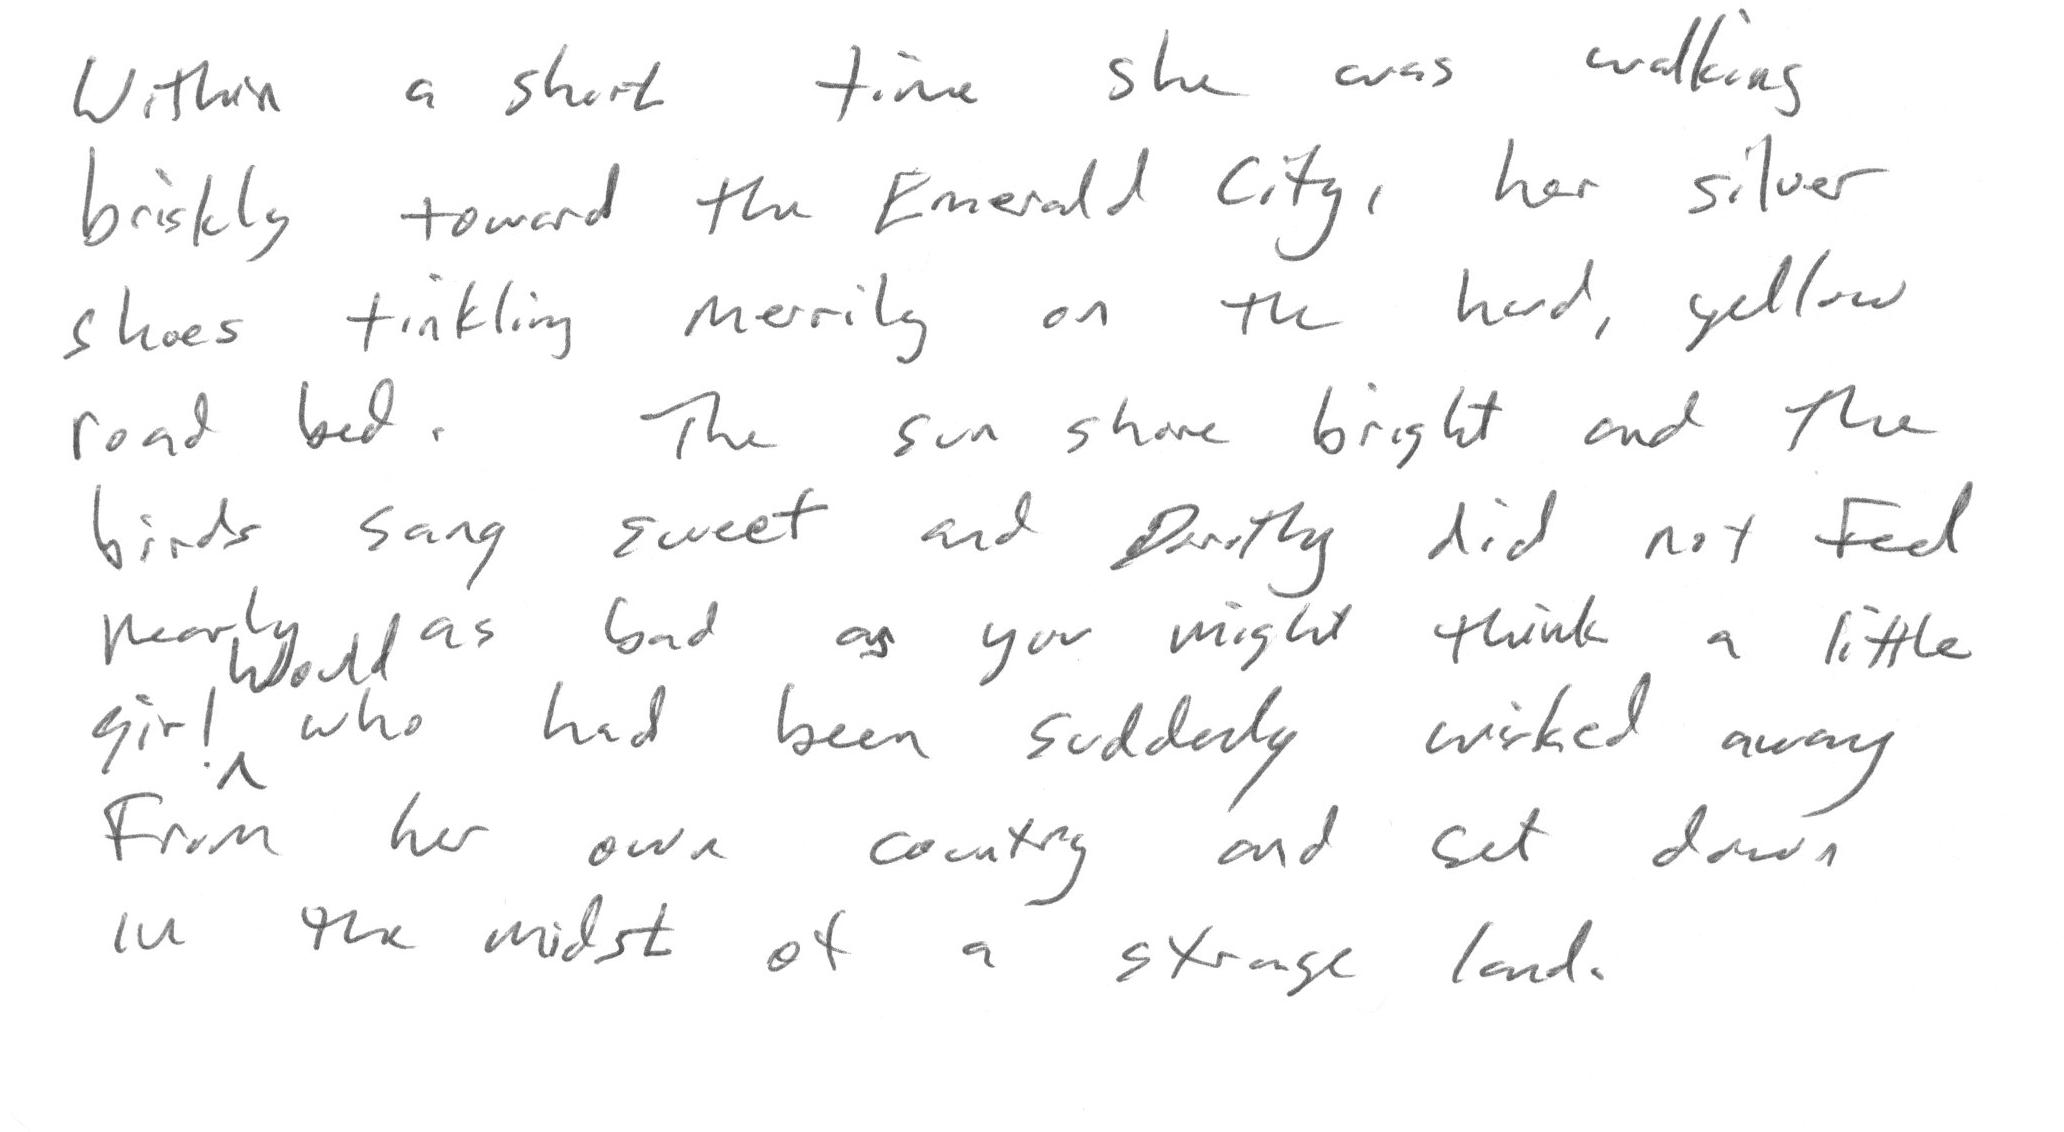 Within a short time she was walking
briskly toward the Emerald City, her silver
shoes tinkling merrily on the hard, yellow
road bed. The sun shone bright and the
birds sang sweet and Dorothy did not feel
nearly as bad as you might think a little
girl would who had been suddenly wisked away
from her own country and set down
in the midst of a strange land.